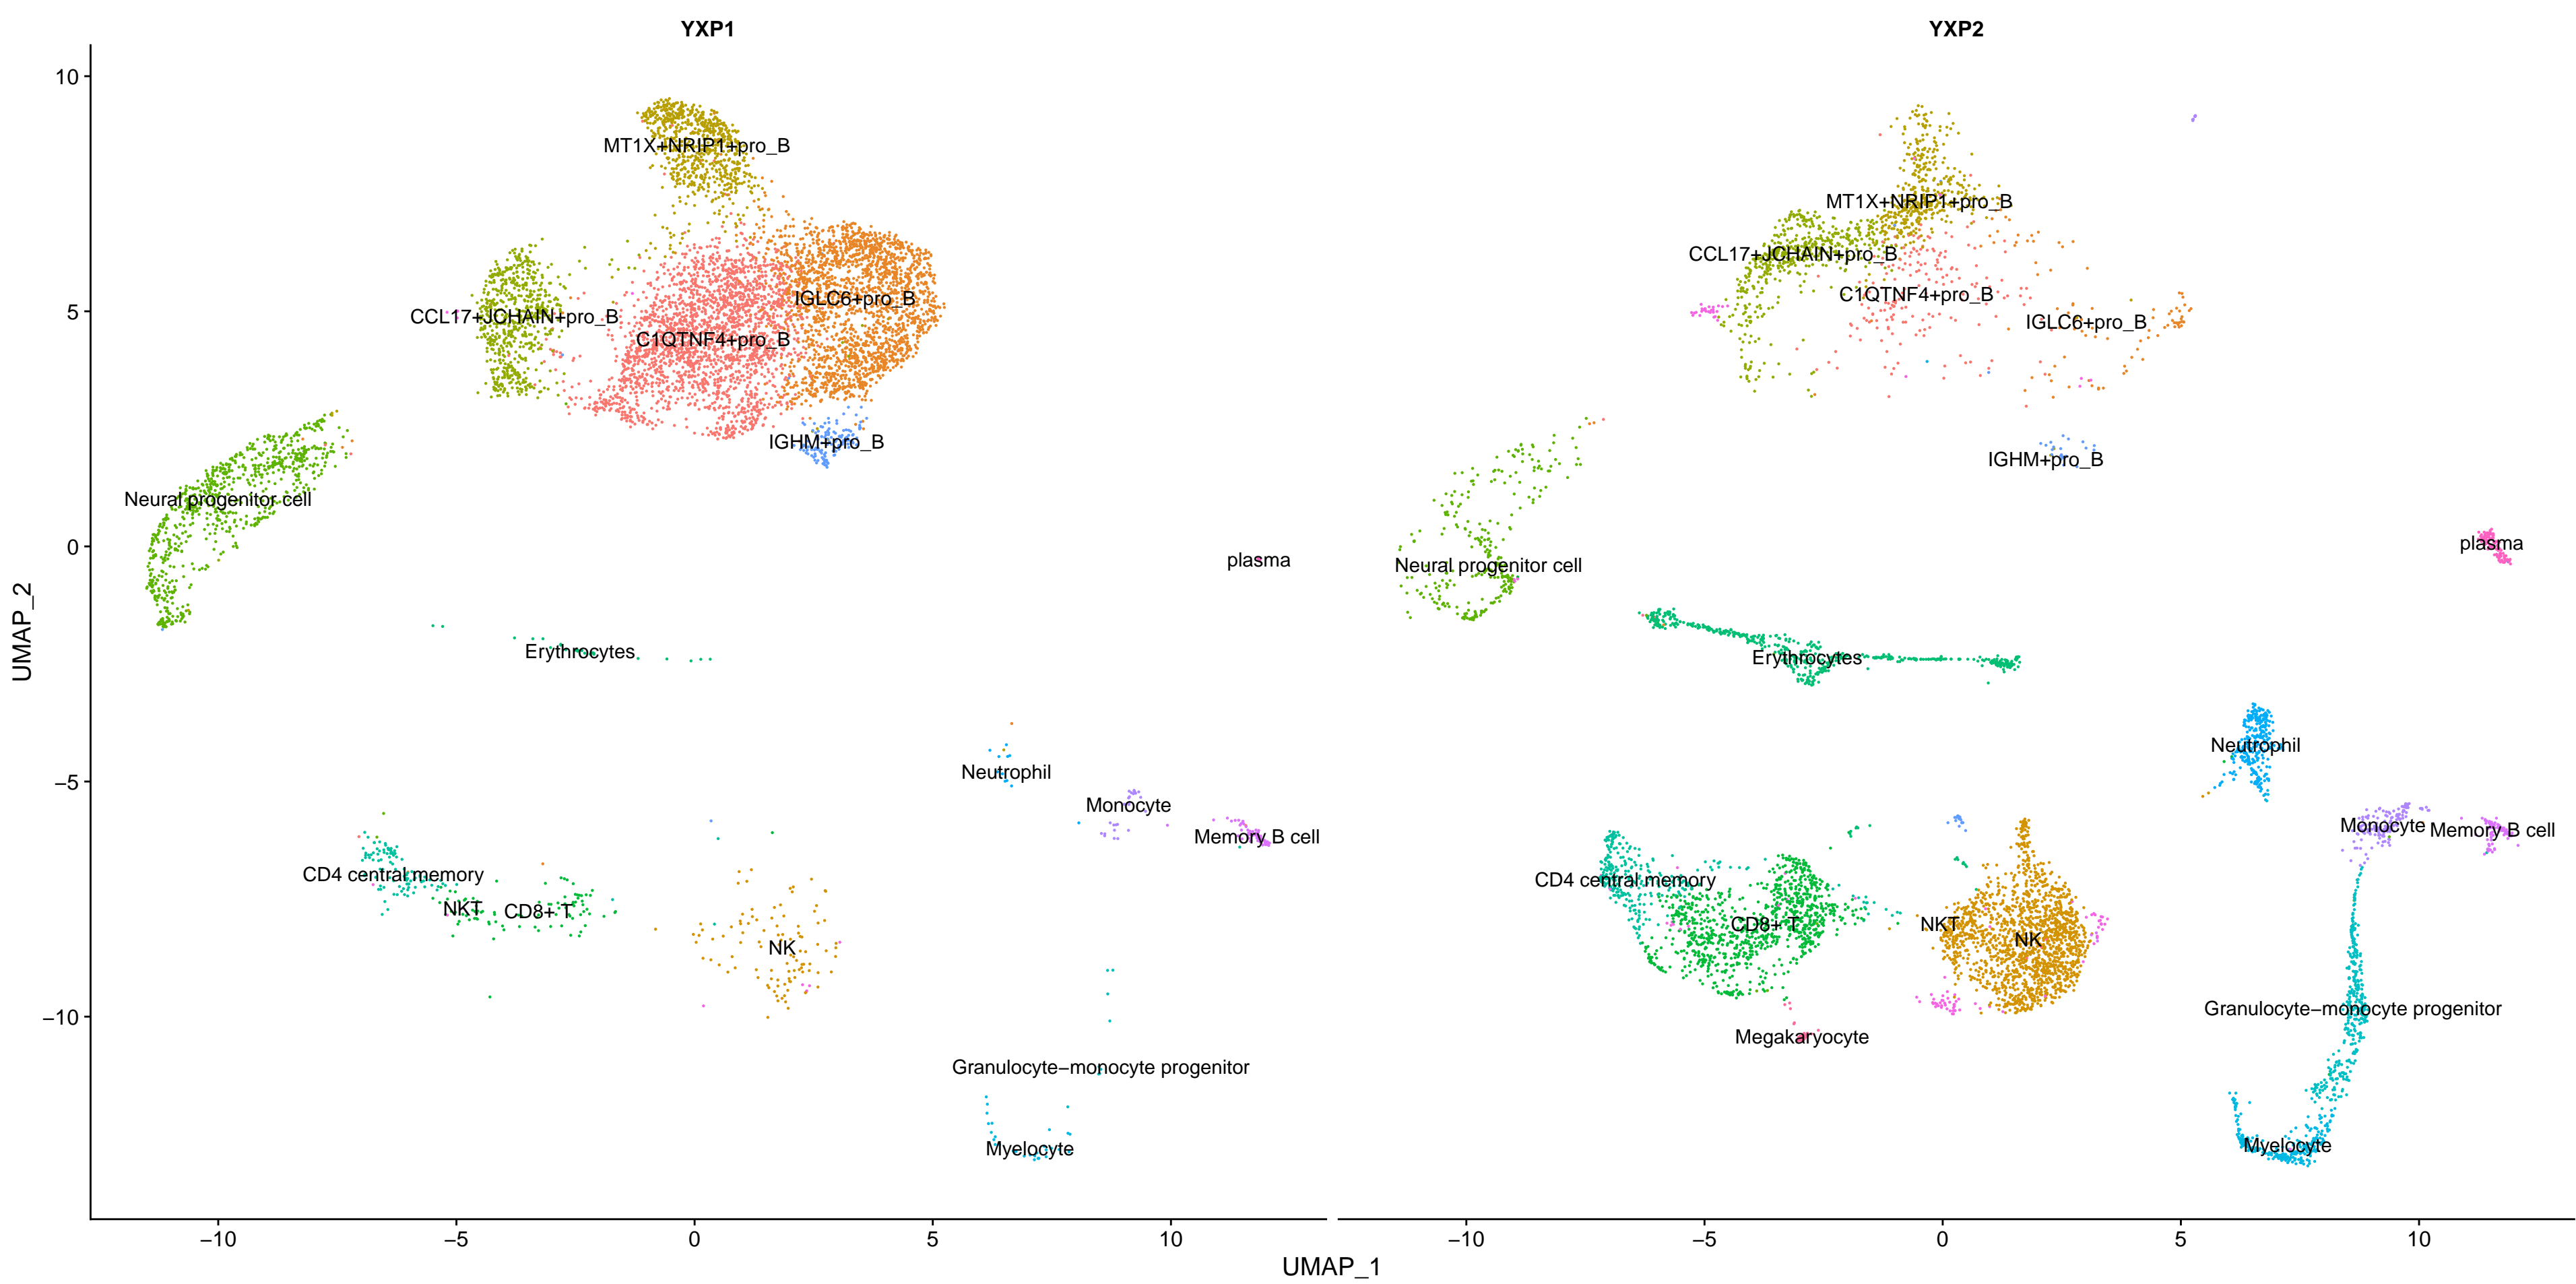 YXP1
YXP2
10
5
0
−5
−10
UMAP_2
MT1X+NRIP1+pro_B
CCL17+JCHAIN+pro_B
IGLC6+pro_B
C1QTNF4+pro_B
IGHM+pro_B
Neural progenitor cell
plasma
Erythrocytes
Neutrophil
Monocyte
Memory B cell
CD4 central memory
NKT
CD8+ T
NK
Granulocyte−monocyte progenitor
Myelocyte
MT1X+NRIP1+pro_B
CCL17+JCHAIN+pro_B
C1QTNF4+pro_B
IGLC6+pro_B
IGHM+pro_B
plasma
Neural progenitor cell
Erythrocytes
Neutrophil
Monocyte
Memory B cell
CD4 central memory
CD8+ T
NKT
NK
Granulocyte−monocyte progenitor
Megakaryocyte
Myelocyte
−10
−5
0
5
10
−10
−5
0
5
10
UMAP_1